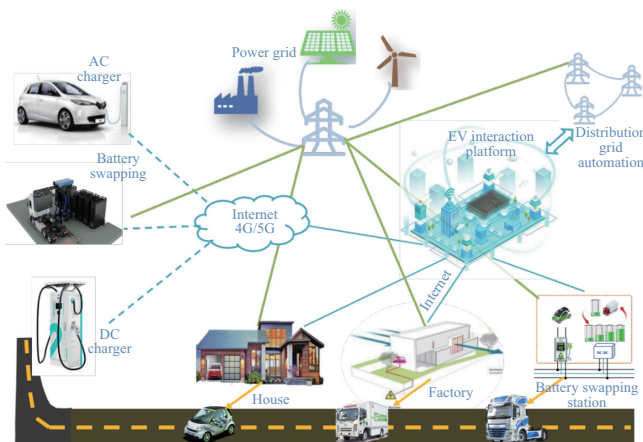 Power grid
AC
charger
EV interaction
platform
Distribution
grid
automation
Battery
swapping
Internet
4G/5G
Internet
DC
charger
House
Factory
Battery swapping
station